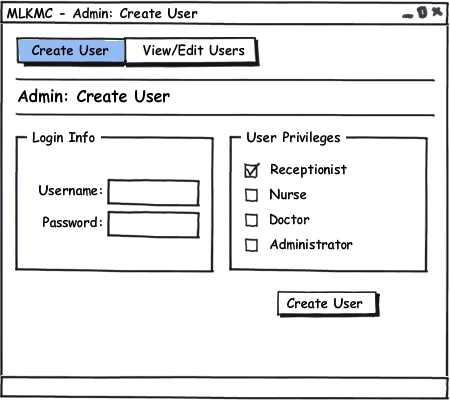 MLKMC - Admin: Create User
Create User View/Edit Users
Admin: Create User
Login Info
Username:
Password:
User Privileges
Receptionist
Nurse
Doctor
Administrator
Create User